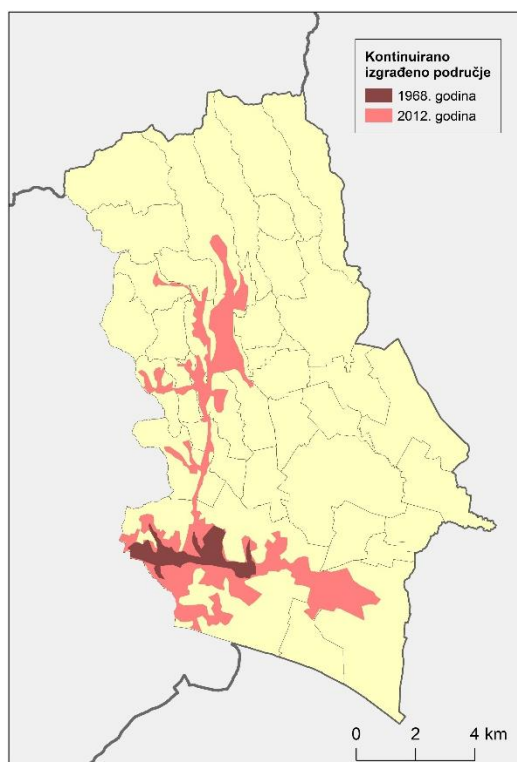 Kontinuirano
izgrađeno područje
1968. godina
2012. godina
0 2 4 km